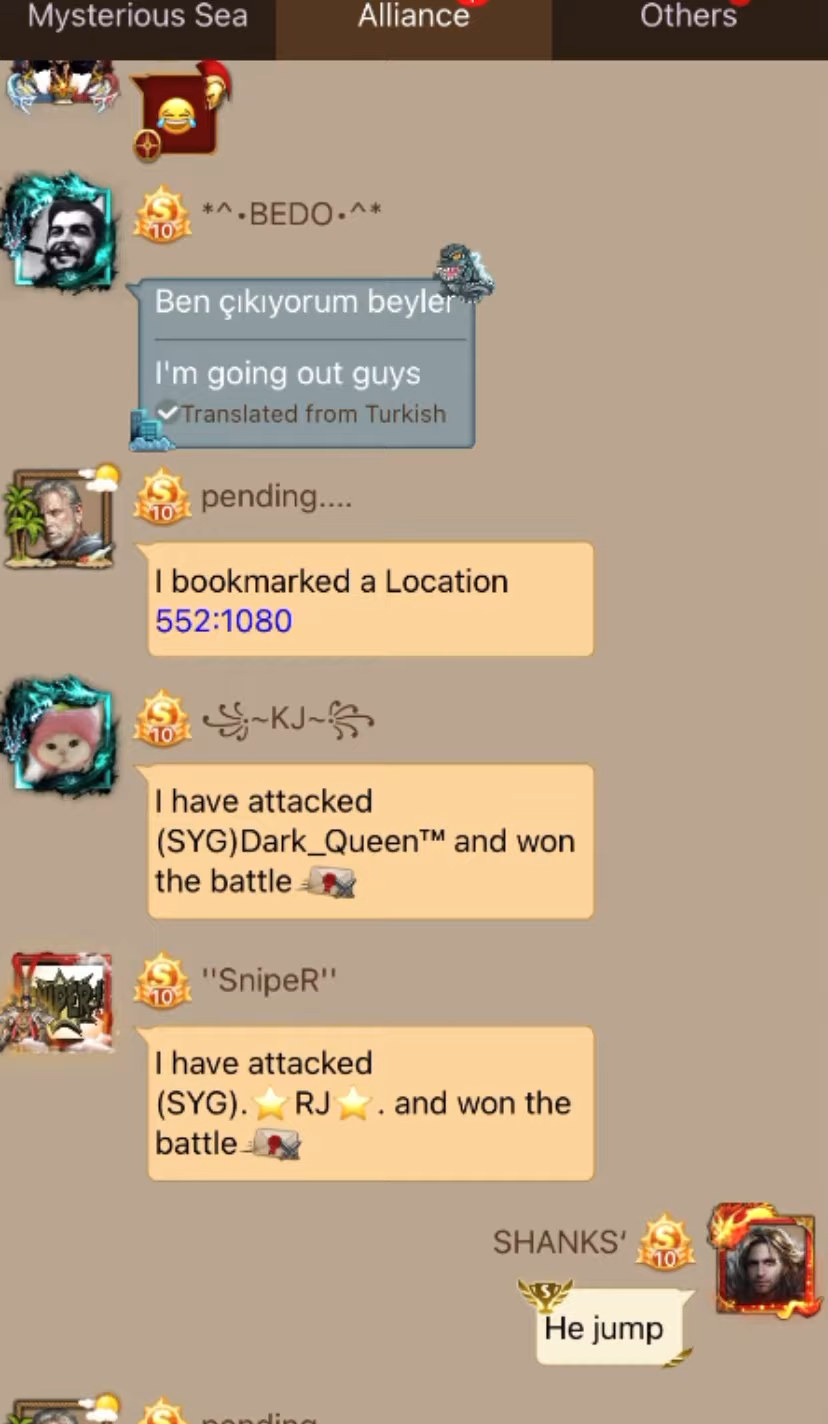 Mysterious Sea Alliance Others
S 10 *^•BEDO•^*
Ben çıkıyorum beyler
I'm going out guys
Translated from Turkish
S 10 pending....
I bookmarked a Location
552:1080
S 10 ꧁~KJ~꧂
I have attacked
(SYG)Dark_Queen™ and won
the battle
S 10 ''SnipeR''
I have attacked
(SYG).⭐RJ⭐. and won the
battle
SHANKS' S 10
He jump
pending